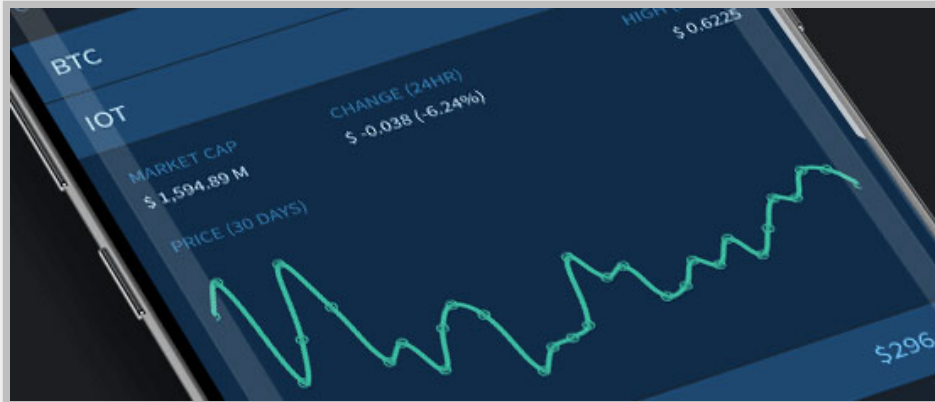 BTC
IOT
MARKET CAP
$ 1,594.89 M
CHANGE (24HR)
$ -0.038 (-6.24%)
HIGH
$ 0.6225
PRICE (30 DAYS)
$296